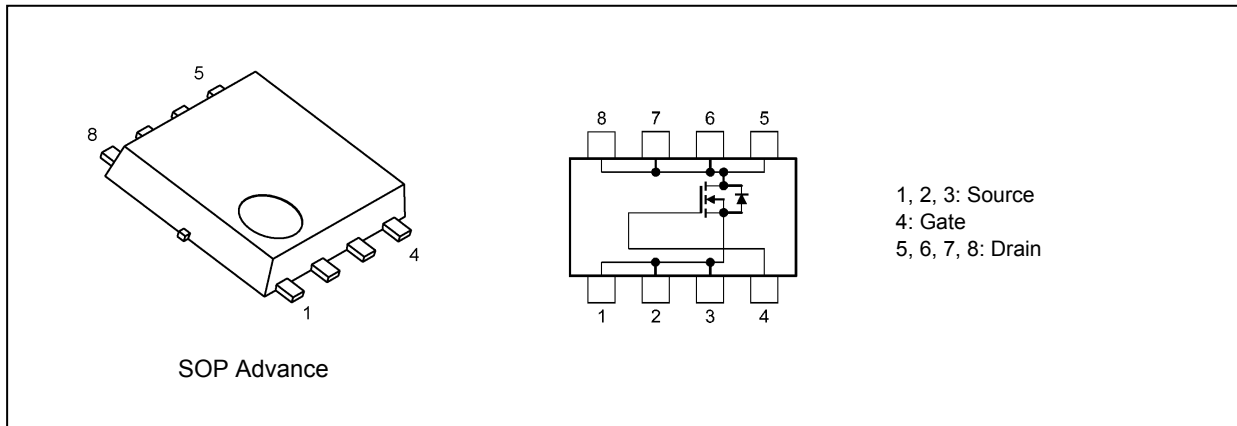 5
8
4
1
SOP Advance
8 7 6 5
1 2 3 4
1, 2, 3: Source
4: Gate
5, 6, 7, 8: Drain